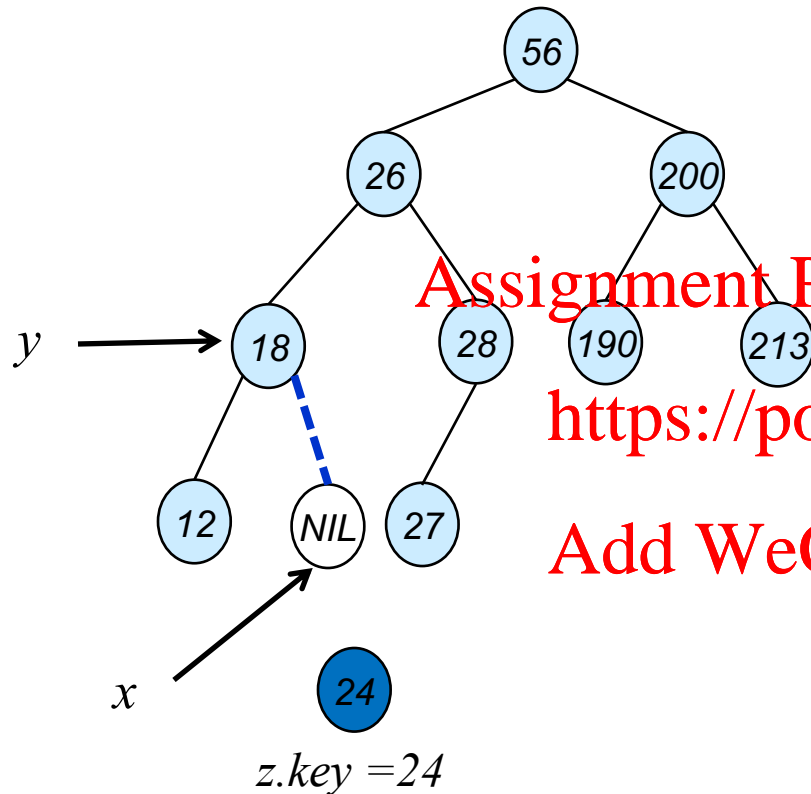 56
26 200
Assignment P
y 18 28 190 213
https://po
12 NIL 27
Add We
x 24
z.key =24